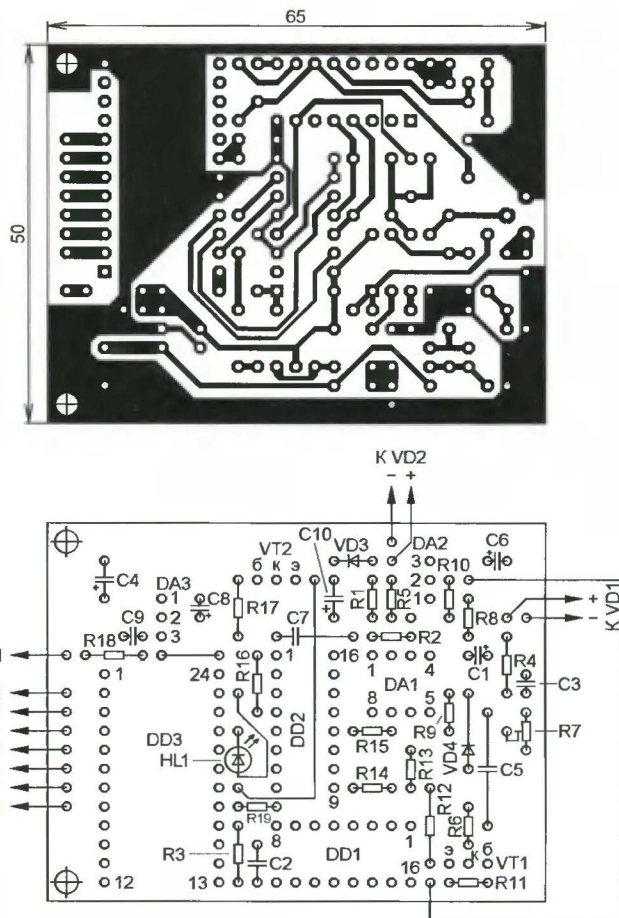 65
50
К VD2
– +
C10
VD3
DA2
C6
VT2
б к э
3
R10
C4
DA3
1
C8
R17
R1
R5
2
1
R8
+
–
К VD1
2
C9
3
C7
R2
R18
1
24
R16
1
16
1
4
C1
R4
C3
DA1
8
5
R9
R7
DD2
R15
VD4
DD3
HL1
R13
C5
R14
R12
R19
9
R6
8
1
R3
C2
DD1
16
э
к
б
VT1
12
13
R11